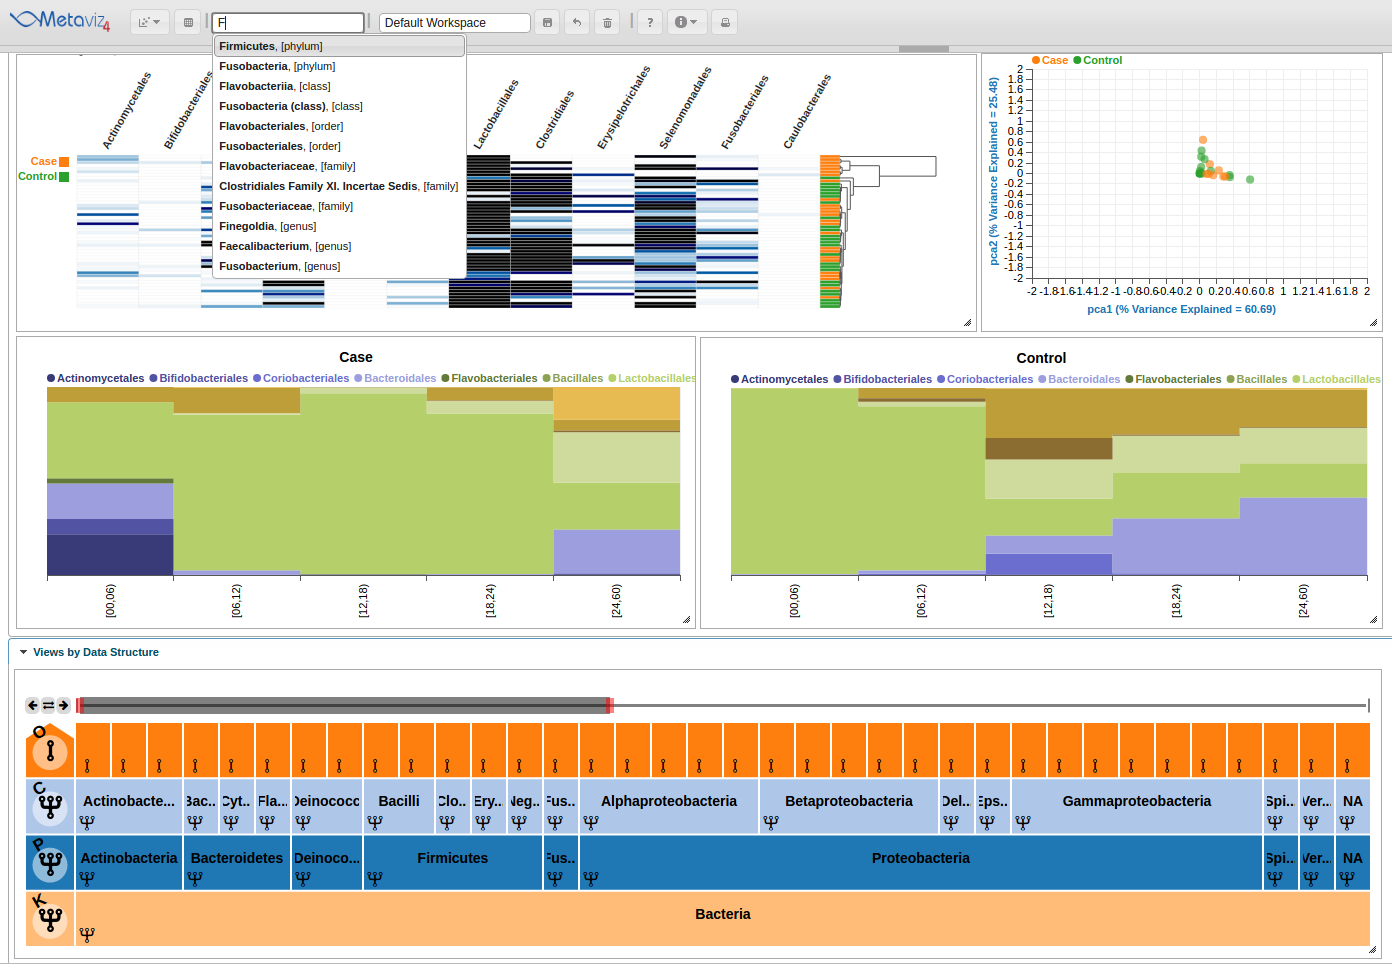 Metaviz 4
F
Default Workspace
?
Firmicutes, [phylum]
Fusobacteria, [phylum]
Flavobacteriia, [class]
Fusobacteria (class), [class]
Flavobacteriales, [order]
Fusobacteriales, [order]
Flavobacteriaceae, [family]
Clostridiales Family XI. Incertae Sedis, [family]
Fusobacteriaceae, [family]
Finegoldia, [genus]
Faecalibacterium, [genus]
Fusobacterium, [genus]
Actinomycetales
Bifidobacteriales
Lactobacillales
Clostridiales
Erysipelotrichales
Selenomonadales
Fusobacteriales
Caulobacterales
Case
Control
Case Control
pca2 (% Variance Explained = 25.48)
2
1.8
1.6
1.4
1.2
1
0.8
0.6
0.4
0.2
0
-0.2
-0.4
-0.6
-0.8
-1
-1.2
-1.4
-1.6
-1.8
-2
-2 -1.8 -1.6 -1.4 -1.2 -1 -0.8 -0.6 -0.4 -0.2 0 0.2 0.4 0.6 0.8 1 1.2 1.4 1.6 1.8 2
pca1 (% Variance Explained = 60.69)
Case
Actinomycetales Bifidobacteriales Coriobacteriales Bacteroidales Flavobacteriales Bacillales Lactobacillales
[00,06) [06,12) [12,18) [18,24) [24,60)
Control
Actinomycetales Bifidobacteriales Coriobacteriales Bacteroidales Flavobacteriales Bacillales Lactobacillales
[00,06) [06,12) [12,18) [18,24) [24,60)
Views by Data Structure
O
C Actinobacte... Bac.. Cyt.. Fla.. Deinococc Bacilli Clo.. Ery... Neg.. Fus.. Alphaproteobacteria Betaproteobacteria Del... Eps.. Gammaproteobacteria Spi... Ver... NA
P Actinobacteria Bacteroidetes Deinoco... Firmicutes Fus.. Proteobacteria Spi... Ver... NA
K Bacteria